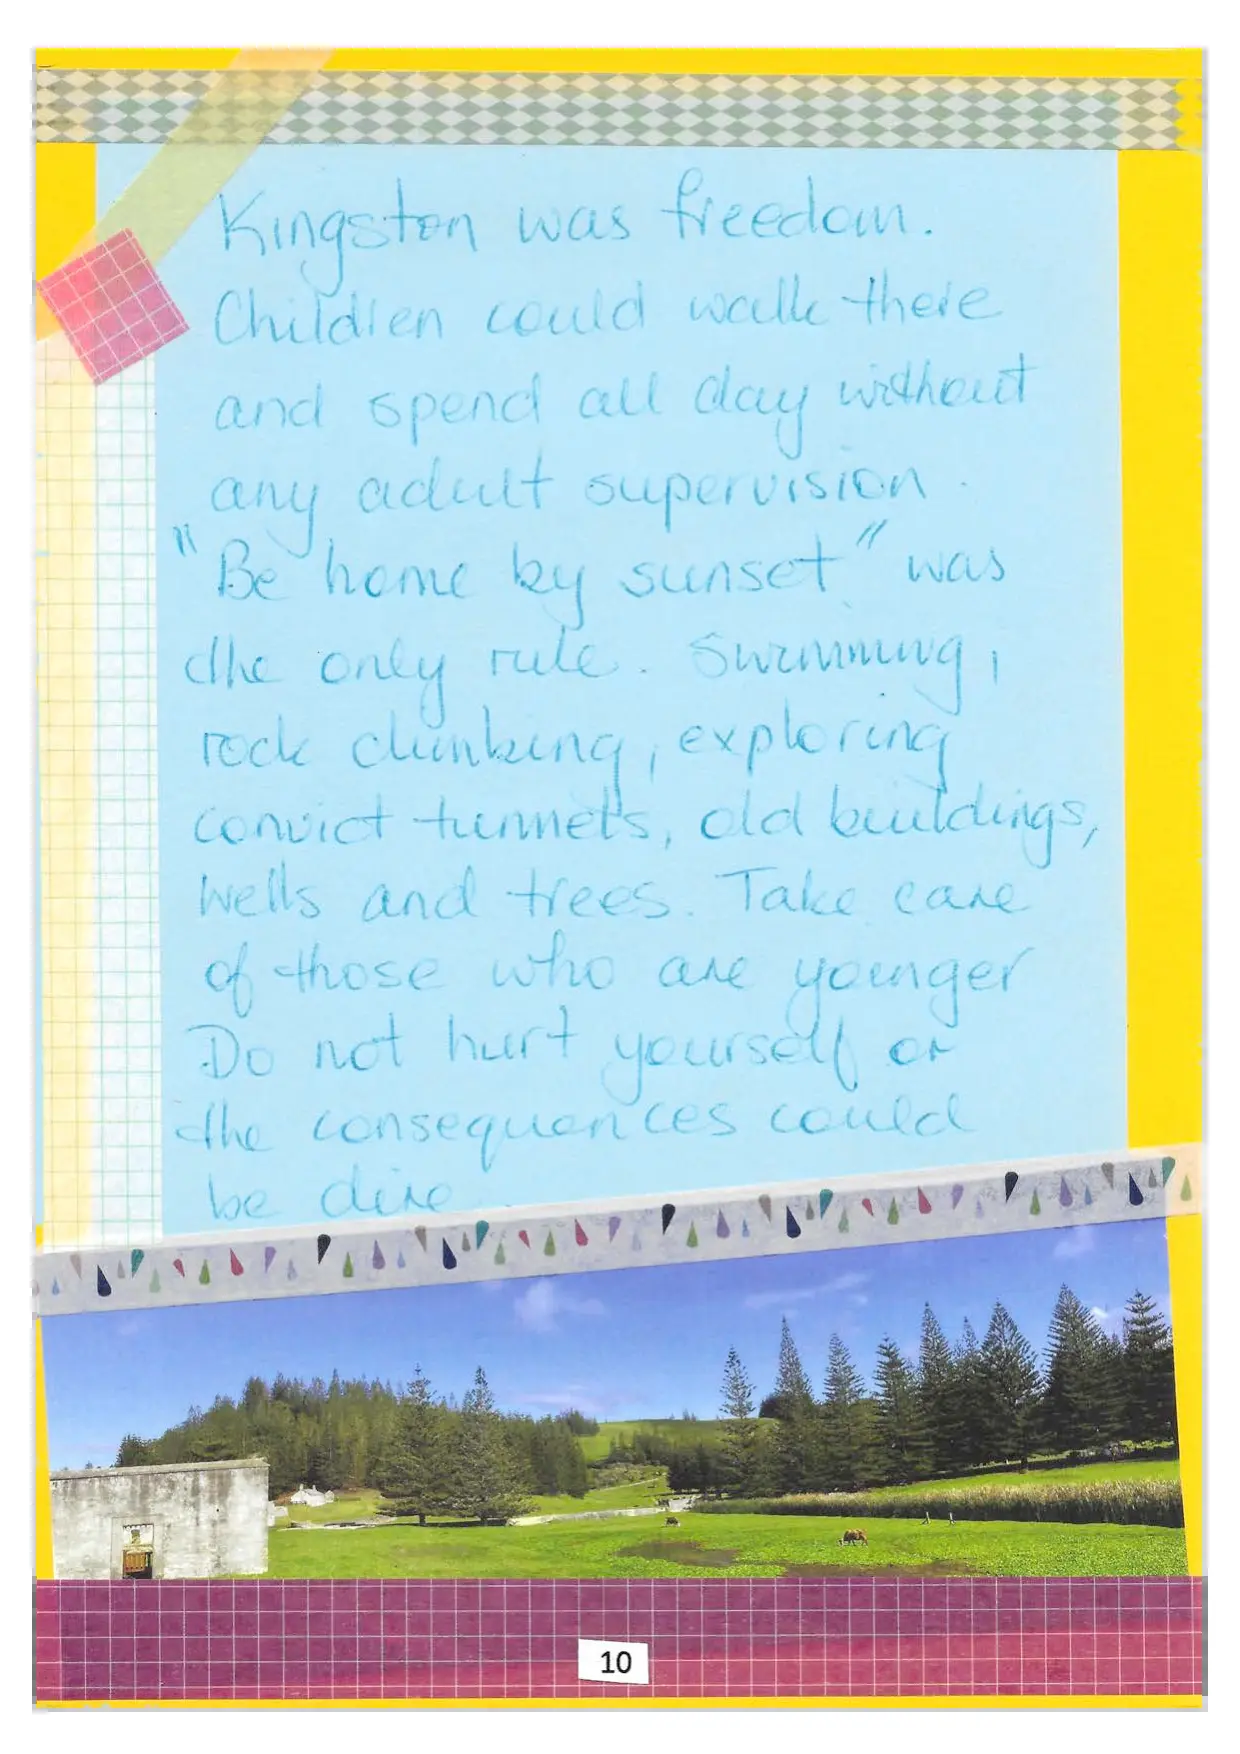 Kingston was freedom.
Children could walk there
and spend all day without
any adult supervision.
"Be home by sunset" was
the only rule. Swimming,
rock climbing, exploring
convict tunnels, old buildings,
wells and trees. Take care
of those who are younger
Do not hurt yourself or
the consequences could
be dire.
10